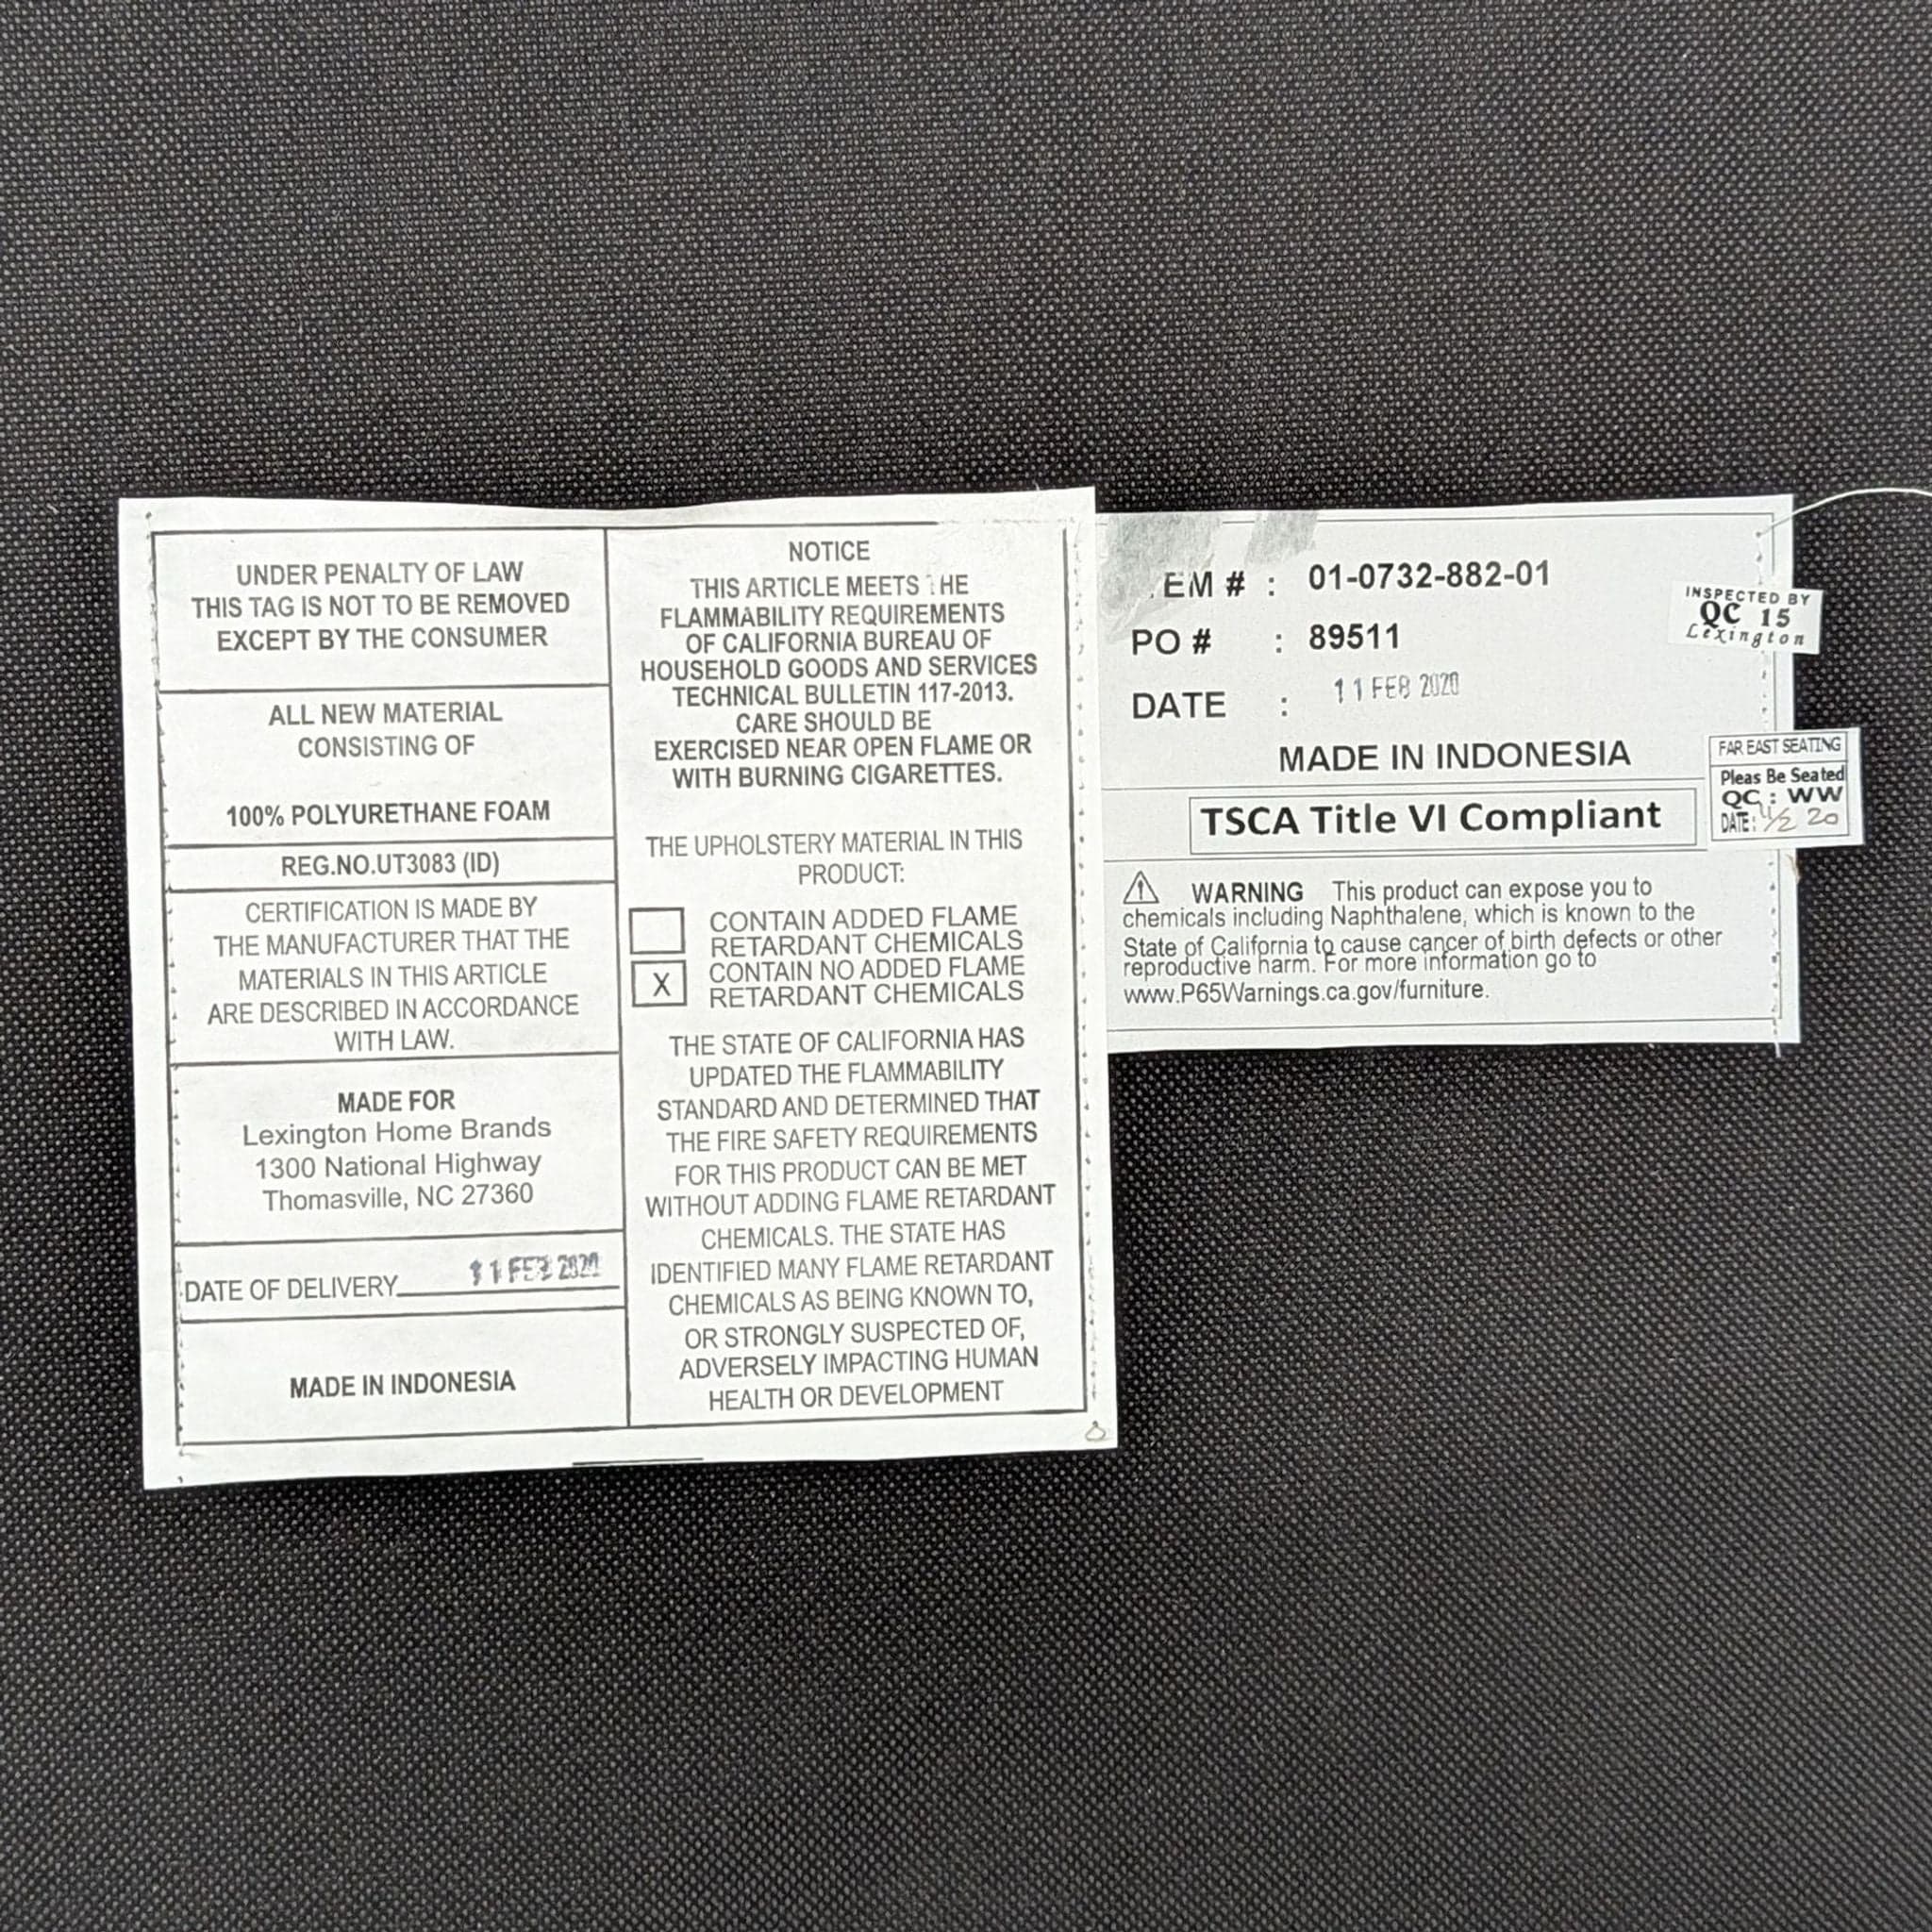 UNDER PENALTY OF LAW
THIS TAG IS NOT TO BE REMOVED
EXCEPT BY THE CONSUMER
ALL NEW MATERIAL
CONSISTING OF
100% POLYURETHANE FOAM
REG.NO.UT3083 (ID)
CERTIFICATION IS MADE BY
THE MANUFACTURER THAT THE
MATERIALS IN THIS ARTICLE
ARE DESCRIBED IN ACCORDANCE
WITH LAW.
MADE FOR
Lexington Home Brands
1300 National Highway
Thomasville, NC 27360
DATE OF DELIVERY 11 FEB 2020
MADE IN INDONESIA
NOTICE
THIS ARTICLE MEETS THE
FLAMMABILITY REQUIREMENTS
OF CALIFORNIA BUREAU OF
HOUSEHOLD GOODS AND SERVICES
TECHNICAL BULLETIN 117-2013.
CARE SHOULD BE
EXERCISED NEAR OPEN FLAME OR
WITH BURNING CIGARETTES.
THE UPHOLSTERY MATERIAL IN THIS
PRODUCT:
CONTAIN ADDED FLAME
RETARDANT CHEMICALS
X CONTAIN NO ADDED FLAME
RETARDANT CHEMICALS
THE STATE OF CALIFORNIA HAS
UPDATED THE FLAMMABILITY
STANDARD AND DETERMINED THAT
THE FIRE SAFETY REQUIREMENTS
FOR THIS PRODUCT CAN BE MET
WITHOUT ADDING FLAME RETARDANT
CHEMICALS. THE STATE HAS
IDENTIFIED MANY FLAME RETARDANT
CHEMICALS AS BEING KNOWN TO,
OR STRONGLY SUSPECTED OF,
ADVERSELY IMPACTING HUMAN
HEALTH OR DEVELOPMENT
EM # : 01-0732-882-01
PO # : 89511
DATE : 11 FEB 2020
MADE IN INDONESIA
TSCA Title VI Compliant
WARNING This product can expose you to
chemicals including Naphthalene, which is known to the
State of California to cause cancer of birth defects or other
reproductive harm. For more information go to
www.P65Warnings.ca.gov/furniture.
INSPECTED BY
QC 15
Lexington
FAR EAST SEATING
Pleas Be Seated
QC : WW
DATE: 20